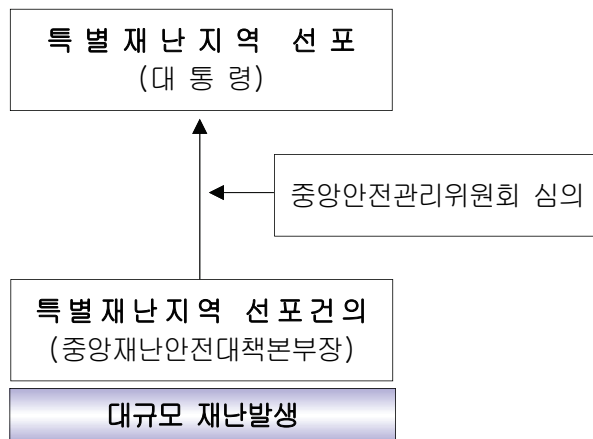 특별재난지역 선포
(대 통 령)
중앙안전관리위원회 심의
특별재난지역 선포건의
(중앙재난안전대책본부장)
대규모 재난발생